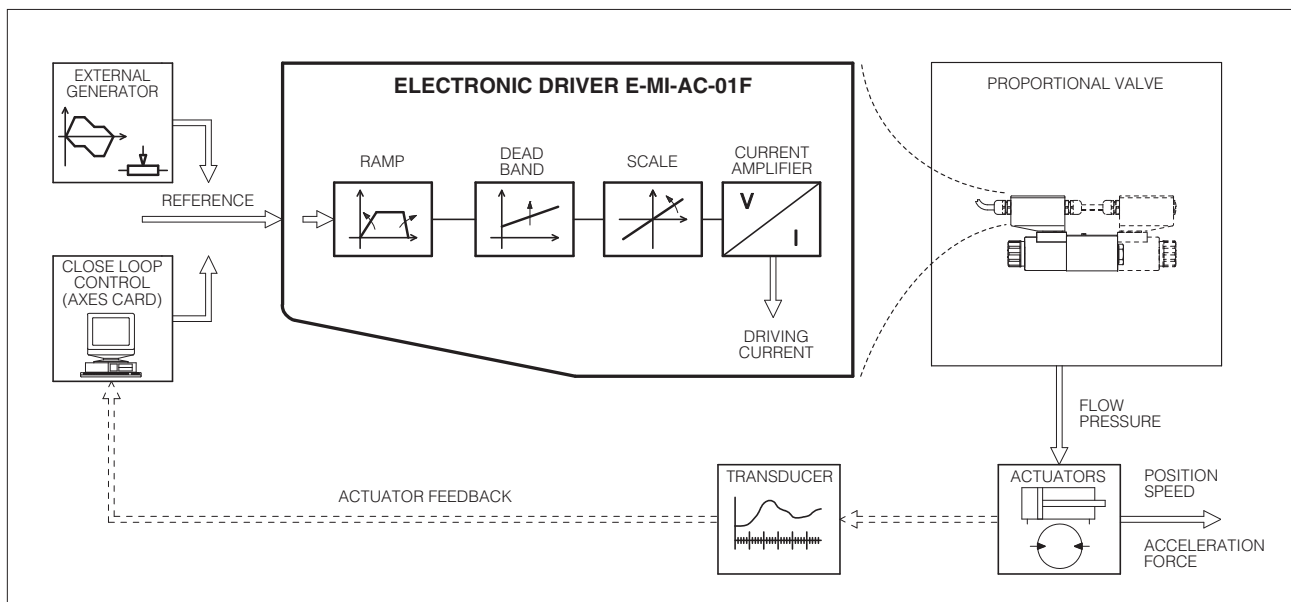 EXTERNAL
GENERATOR
REFERENCE
CLOSE LOOP
CONTROL
(AXES CARD)
ELECTRONIC DRIVER E-MI-AC-01F
RAMP
DEAD
BAND
SCALE
CURRENT
AMPLIFIER
V
I
DRIVING
CURRENT
PROPORTIONAL VALVE
FLOW
PRESSURE
ACTUATORS
POSITION
SPEED
ACCELERATION
FORCE
TRANSDUCER
ACTUATOR FEEDBACK